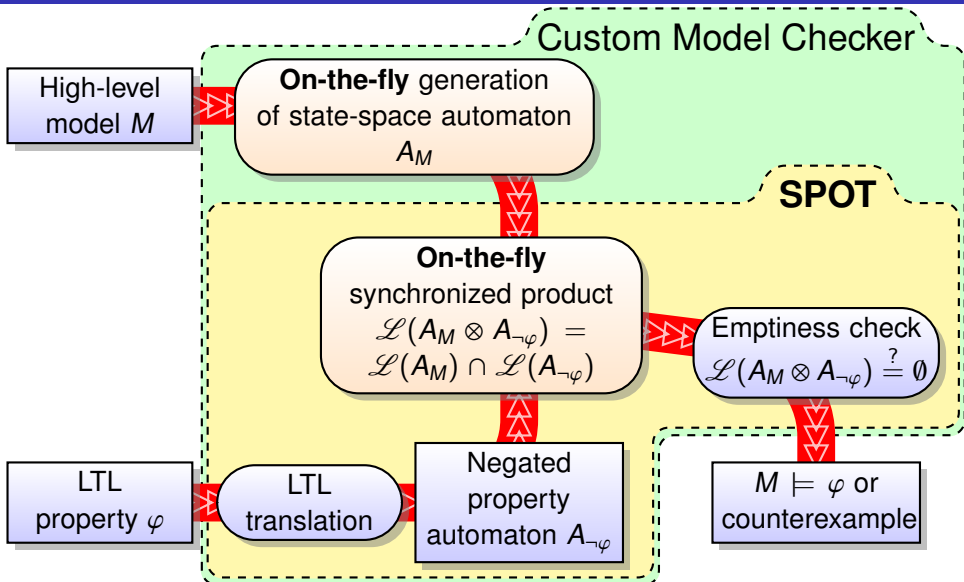 Custom Model Checker
High-level
model M
On-the-fly generation
of state-space automaton
A_M
SPOT
On-the-fly
synchronized product
ℒ(A_M ⊗ A_¬φ) =
ℒ(A_M) ∩ ℒ(A_¬φ)
Emptiness check
ℒ(A_M ⊗ A_¬φ) ≟ ∅
LTL
property φ
LTL
translation
Negated
property
automaton A_¬φ
M ⊨ φ or
counterexample